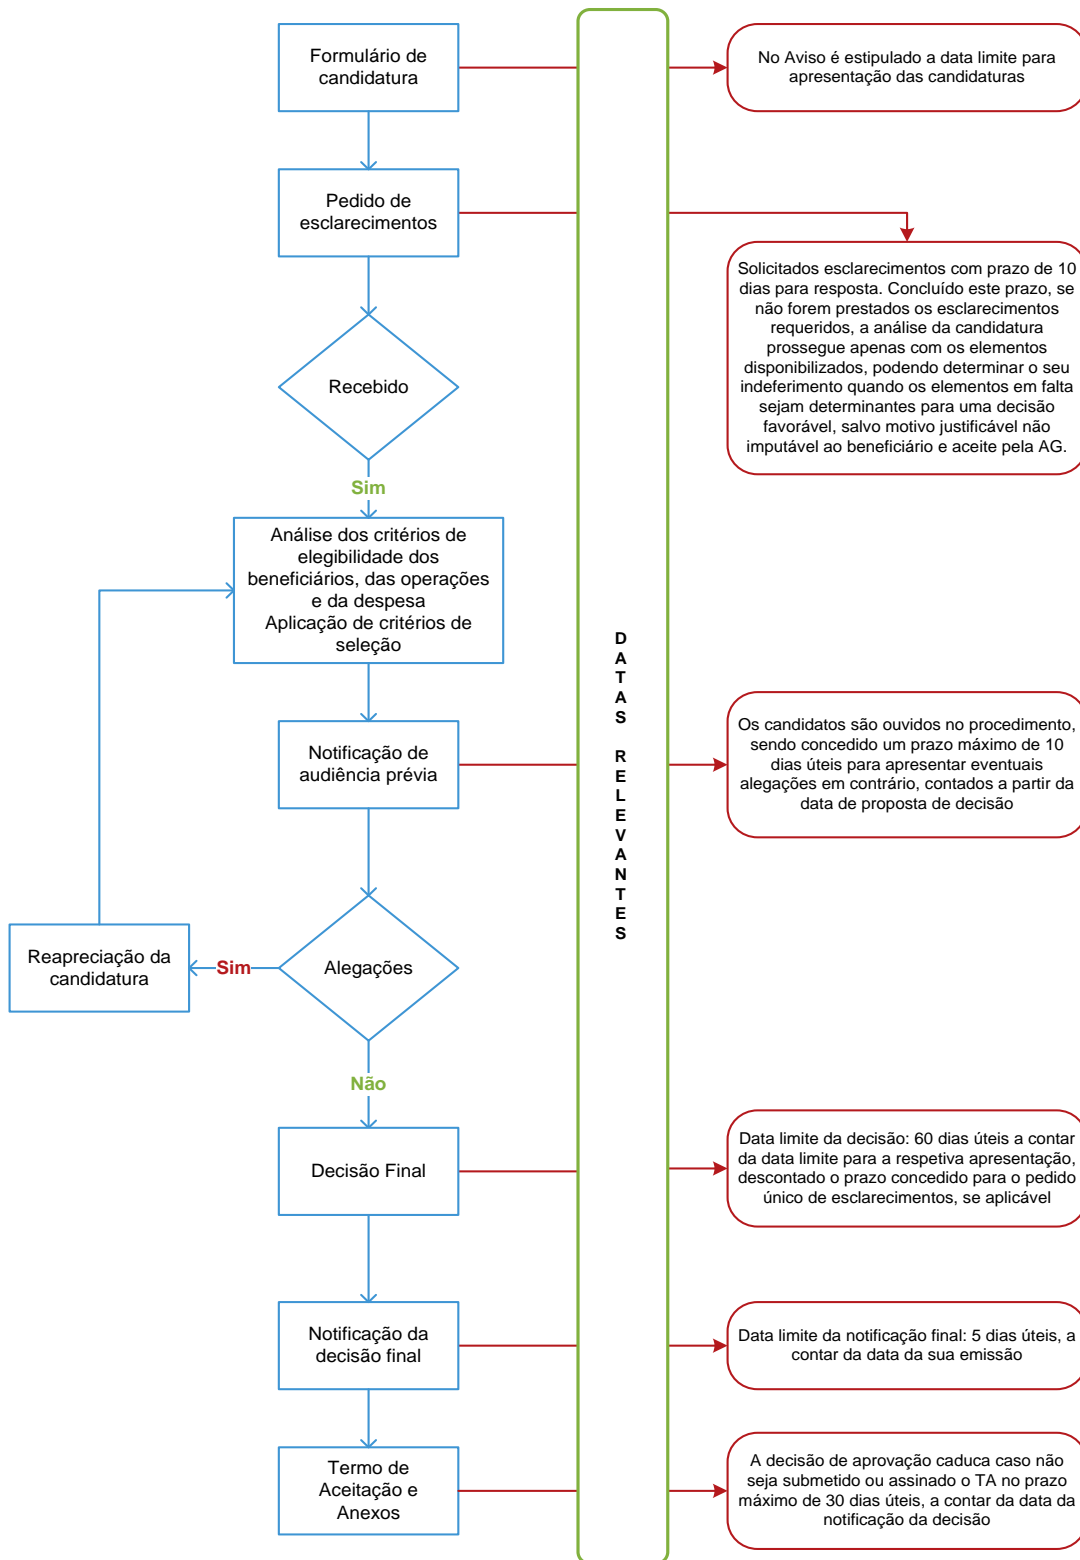 Formulário de
candidatura
No Aviso é estipulado a data limite para
apresentação das candidaturas
Pedido de
esclarecimentos
Solicitados esclarecimentos com prazo de 10
dias para resposta. Concluído este prazo, se
não forem prestados os esclarecimentos
requeridos, a análise da candidatura
prossegue apenas com os elementos
disponibilizados, podendo determinar o seu
indeferimento quando os elementos em falta
sejam determinantes para uma decisão
favorável, salvo motivo justificável não
imputável ao beneficiário e aceite pela AG.
Recebido
Sim
Análise dos critérios de
elegibilidade dos
beneficiários, das operações
e da despesa
Aplicação de critérios de
seleção
D
A
T
A
S
R
E
L
E
V
A
N
T
E
S
Notificação de
audiência prévia
Os candidatos são ouvidos no procedimento,
sendo concedido um prazo máximo de 10
dias úteis para apresentar eventuais
alegações em contrário, contados a partir da
data de proposta de decisão
Reapreciação da
candidatura
Sim
Alegações
Não
Decisão Final
Data limite da decisão: 60 dias úteis a contar
da data limite para a respetiva apresentação,
descontado o prazo concedido para o pedido
único de esclarecimentos, se aplicável
Notificação da
decisão final
Data limite da notificação final: 5 dias úteis, a
contar da data da sua emissão
Termo de
Aceitação e
Anexos
A decisão de aprovação caduca caso não
seja submetido ou assinado o TA no prazo
máximo de 30 dias úteis, a contar da data da
notificação da decisão